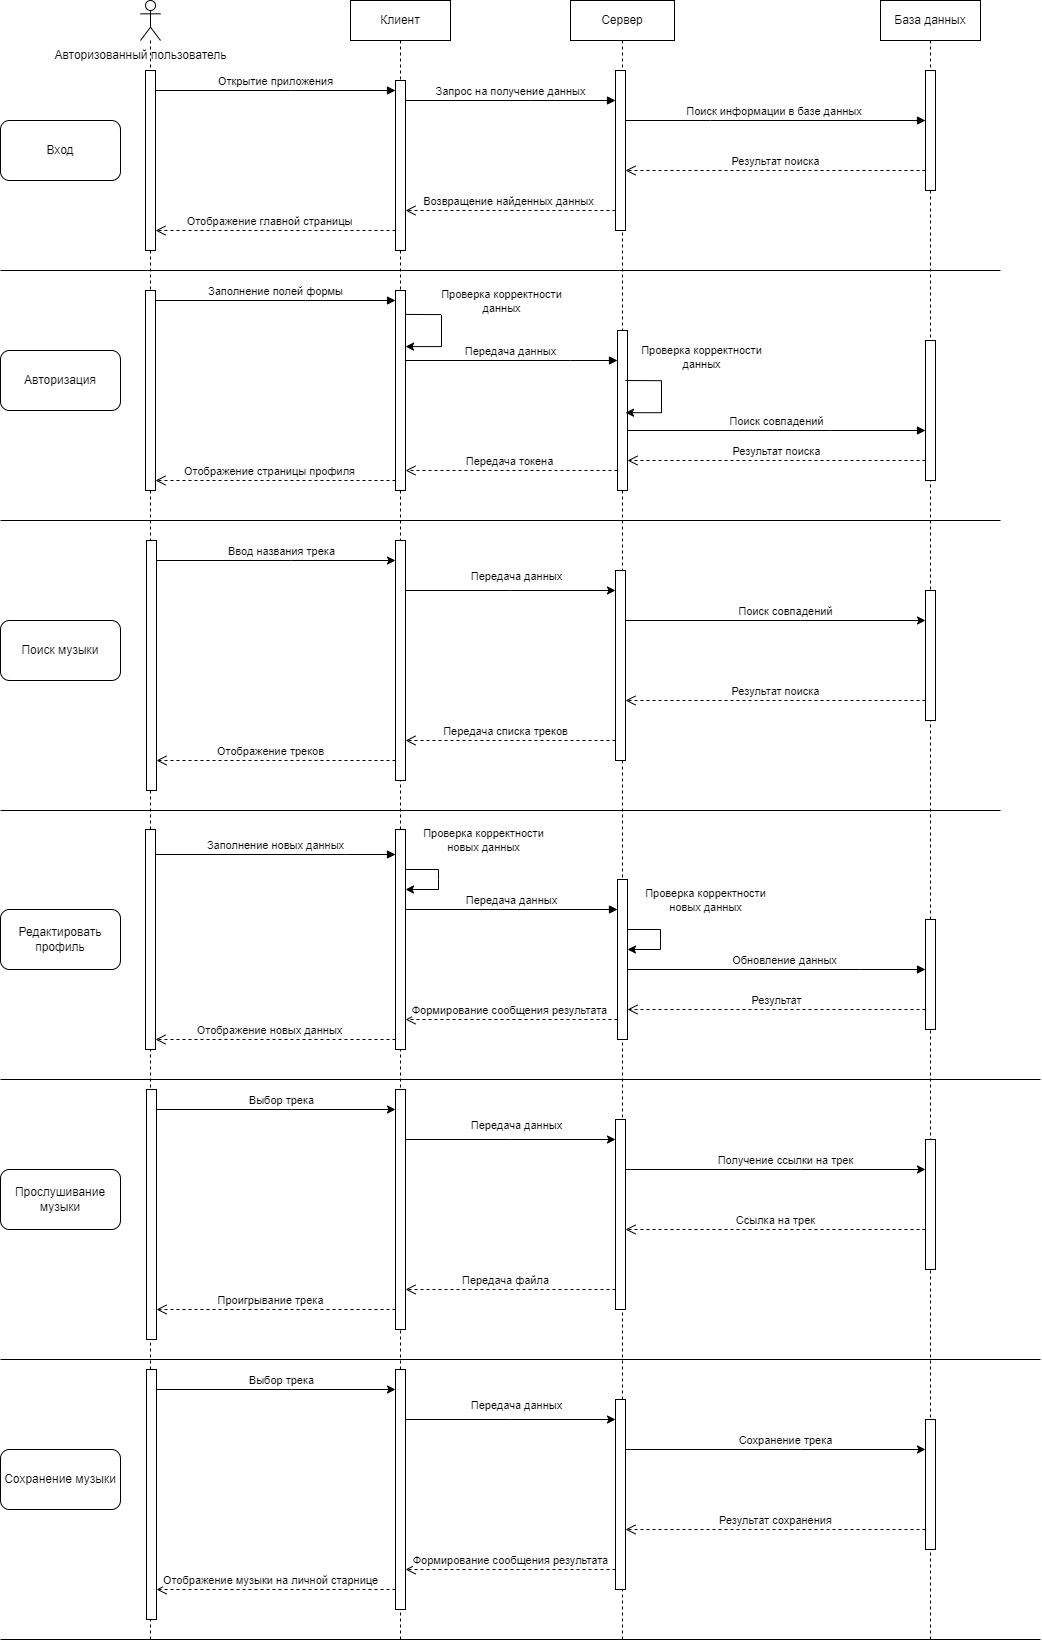 Клиент
Сервер
База данных
Авторизованный пользователь
Открытие приложения
Запрос на получение данных
Поиск информации в базе данных
Вход
Результат поиска
Возвращение найденных данных
Отображение главной страницы
Заполнение полей формы
Проверка корректности
данных
Передача данных
Проверка корректности
данных
Авторизация
Поиск совпадений
Результат поиска
Передача токена
Отображение страницы профиля
Ввод названия трека
Передача данных
Поиск совпадений
Поиск музыки
Результат поиска
Передача списка треков
Отображение треков
Заполнение новых данных
Проверка корректности
новых данных
Передача данных
Проверка корректности
новых данных
Редактировать
профиль
Обновление данных
Результат
Формирование сообщения результата
Отображение новых данных
Выбор трека
Передача данных
Получение ссылки на трек
Прослушивание
музыки
Ссылка на трек
Передача файла
Проигрывание трека
Выбор трека
Передача данных
Сохранение трека
Сохранение музыки
Результат сохранения
Формирование сообщения результата
Отображение музыки на личной старнице